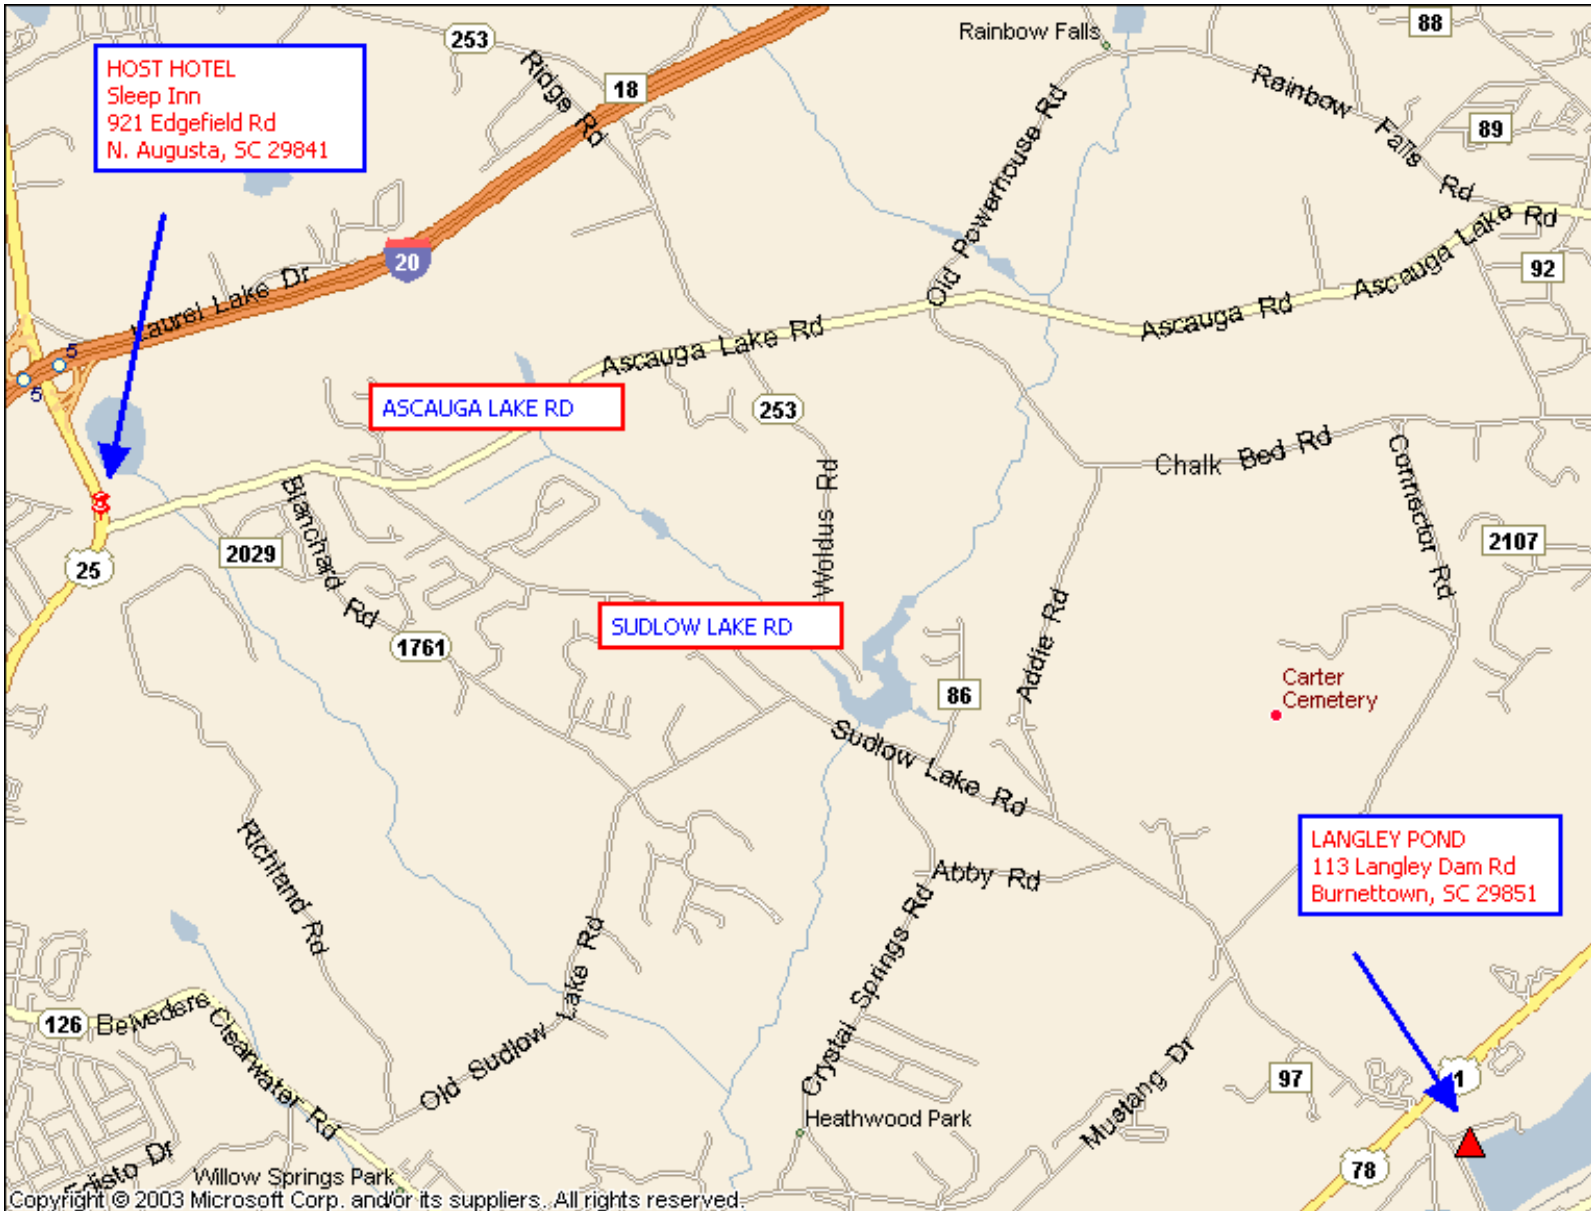 Rainbow Falls
88
253
HOST HOTEL
Sleep Inn
921 Edgefield Rd
N. Augusta, SC 29841
Ridge Rd
18
Rainbow Falls Rd
89
Old Powerhouse Rd
Ascauga Lake Rd
92
20
Laurel Lake Dr
Ascauga Rd
Ascauga Lake Rd
5
5
ASCAUGA LAKE RD
253
Chalk Bed Rd
Connector Rd
Blanchard Rd
Woldus Rd
2029
2107
25
SUDLOW LAKE RD
1761
Addie Rd
86
Carter
Cemetery
Sudlow Lake Rd
Richland Rd
LANGLEY POND
113 Langley Dam Rd
Burnettown, SC 29851
Abby Rd
Crystal Springs Rd
126
Belvedere Clearwater Rd
Old Sudlow Lake Rd
Mustang Dr
97
1
Heathwood Park
78
Edisto Dr
Willow Springs Park
Copyright © 2003 Microsoft Corp. and/or its suppliers. All rights reserved.